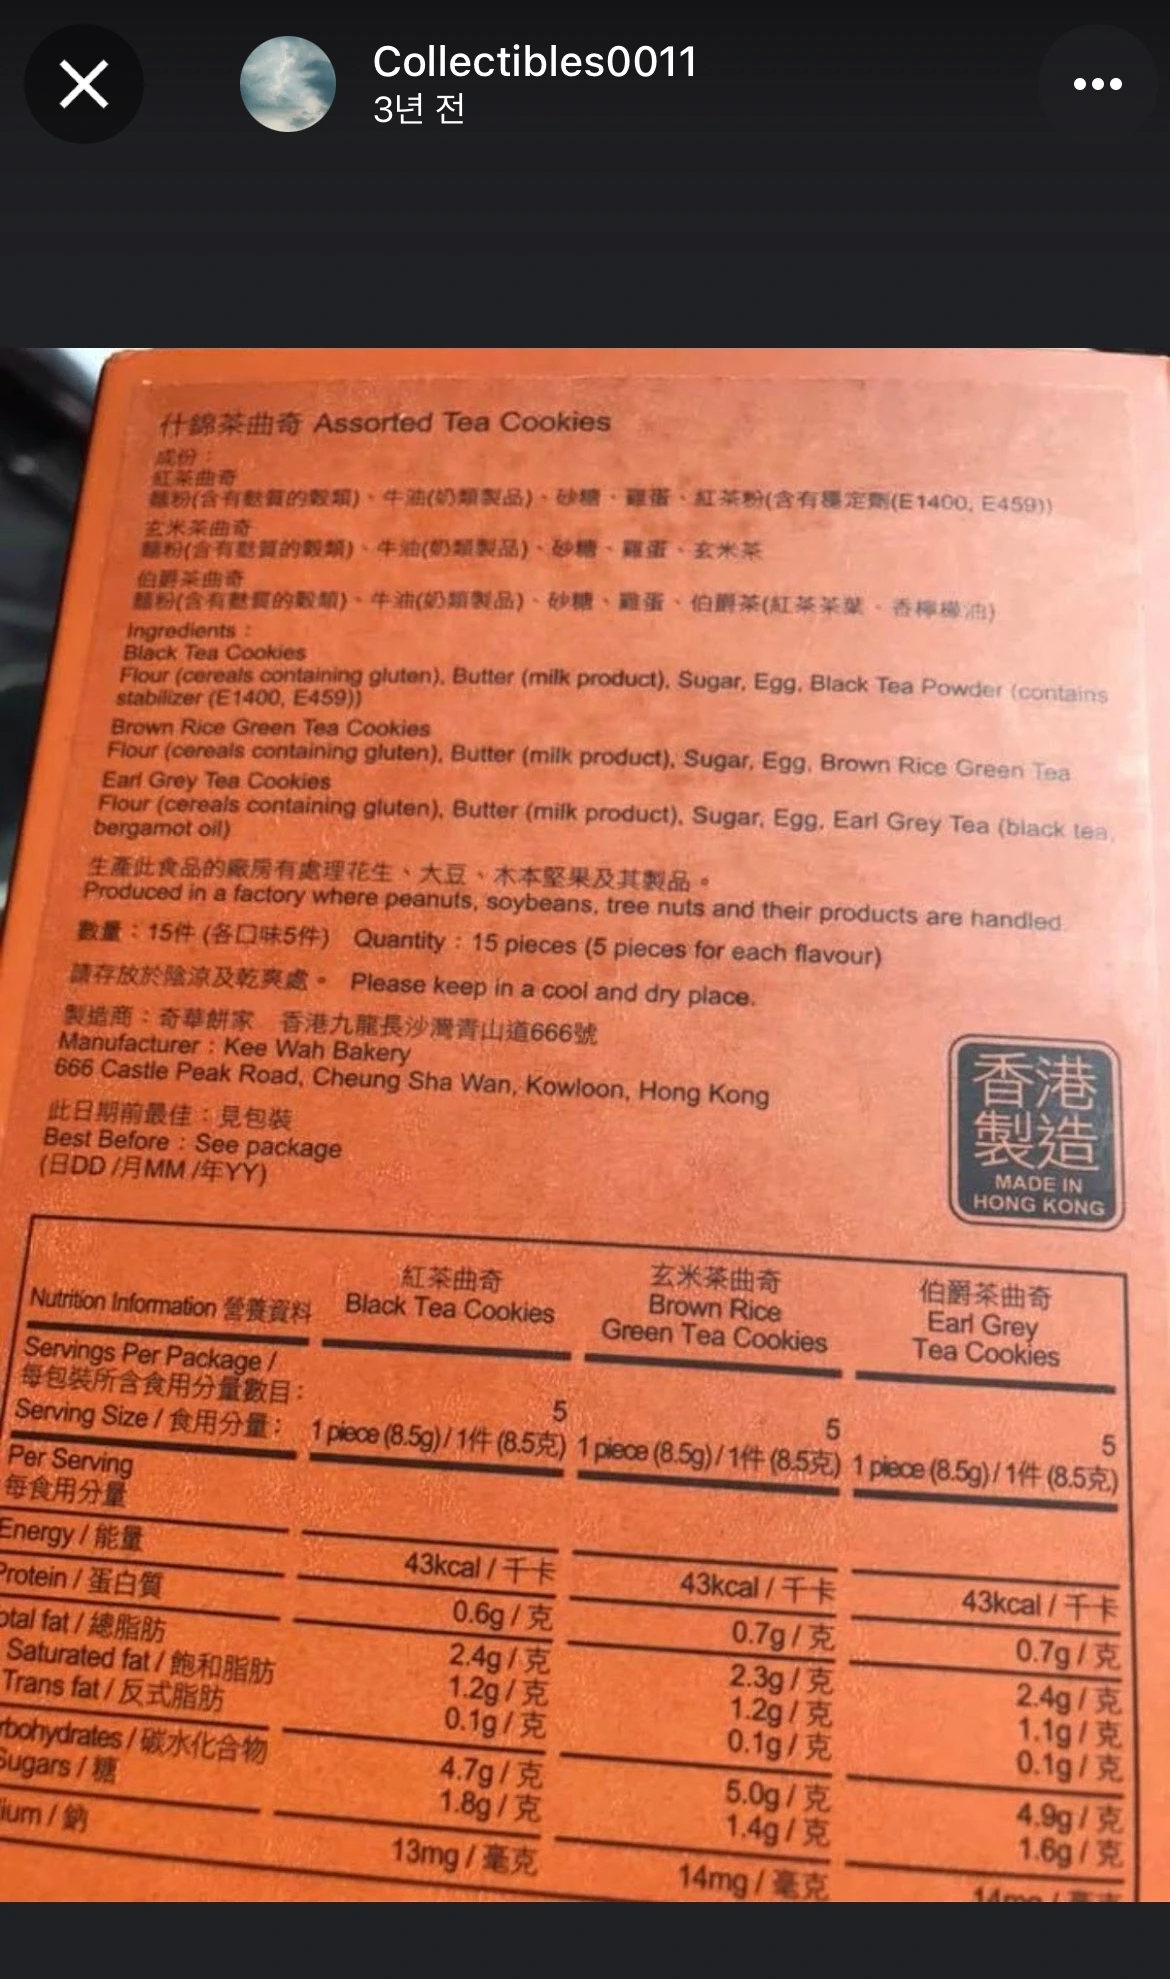 Collectibles0011
3년 전
什錦茶曲奇 Assorted Tea Cookies
成份：
紅茶曲奇
麵粉(含有麩質的穀類)、牛油(奶類製品)、砂糖、雞蛋、紅茶粉(含有穩定劑(E1400, E459))
玄米茶曲奇
麵粉(含有麩質的穀類)、牛油(奶類製品)、砂糖、雞蛋、玄米茶
伯爵茶曲奇
麵粉(含有麩質的穀類)、牛油(奶類製品)、砂糖、雞蛋、伯爵茶(紅茶茶葉、香檸檬油)
Ingredients :
Black Tea Cookies
Flour (cereals containing gluten), Butter (milk product), Sugar, Egg, Black Tea Powder (contains
stabilizer (E1400, E459))
Brown Rice Green Tea Cookies
Flour (cereals containing gluten), Butter (milk product), Sugar, Egg, Brown Rice Green Tea
Earl Grey Tea Cookies
Flour (cereals containing gluten), Butter (milk product), Sugar, Egg, Earl Grey Tea (black tea,
bergamot oil)
生產此食品的廠房有處理花生、大豆、木本堅果及其製品。
Produced in a factory where peanuts, soybeans, tree nuts and their products are handled.
數量：15件 (各口味5件) Quantity : 15 pieces (5 pieces for each flavour)
請存放於陰涼及乾爽處。 Please keep in a cool and dry place.
製造商：奇華餅家 香港九龍長沙灣青山道666號
Manufacturer : Kee Wah Bakery
666 Castle Peak Road, Cheung Sha Wan, Kowloon, Hong Kong
此日期前最佳：見包裝
Best Before : See package
(日DD /月MM /年YY)
香港
製造
MADE IN
HONG KONG
Nutrition Information 營養資料
紅茶曲奇
Black Tea Cookies
玄米茶曲奇
Brown Rice
Green Tea Cookies
伯爵茶曲奇
Earl Grey
Tea Cookies
Servings Per Package /
每包裝所含食用分量數目: 5 5 5
Serving Size / 食用分量: 1 piece (8.5g) / 1件 (8.5克) 1 piece (8.5g) / 1件 (8.5克) 1 piece (8.5g) / 1件 (8.5克)
Per Serving
每食用分量
Energy / 能量 43kcal / 千卡 43kcal / 千卡 43kcal / 千卡
Protein / 蛋白質 0.6g / 克 0.7g / 克 0.7g / 克
otal fat / 總脂肪 2.4g / 克 2.3g / 克 2.4g / 克
Saturated fat / 飽和脂肪 1.2g / 克 1.2g / 克 1.1g / 克
Trans fat / 反式脂肪 0.1g / 克 0.1g / 克 0.1g / 克
rbohydrates / 碳水化合物 4.7g / 克 5.0g / 克 4.9g / 克
Sugars / 糖 1.8g / 克 1.4g / 克 1.6g / 克
ium / 鈉 13mg / 毫克 14mg / 毫克